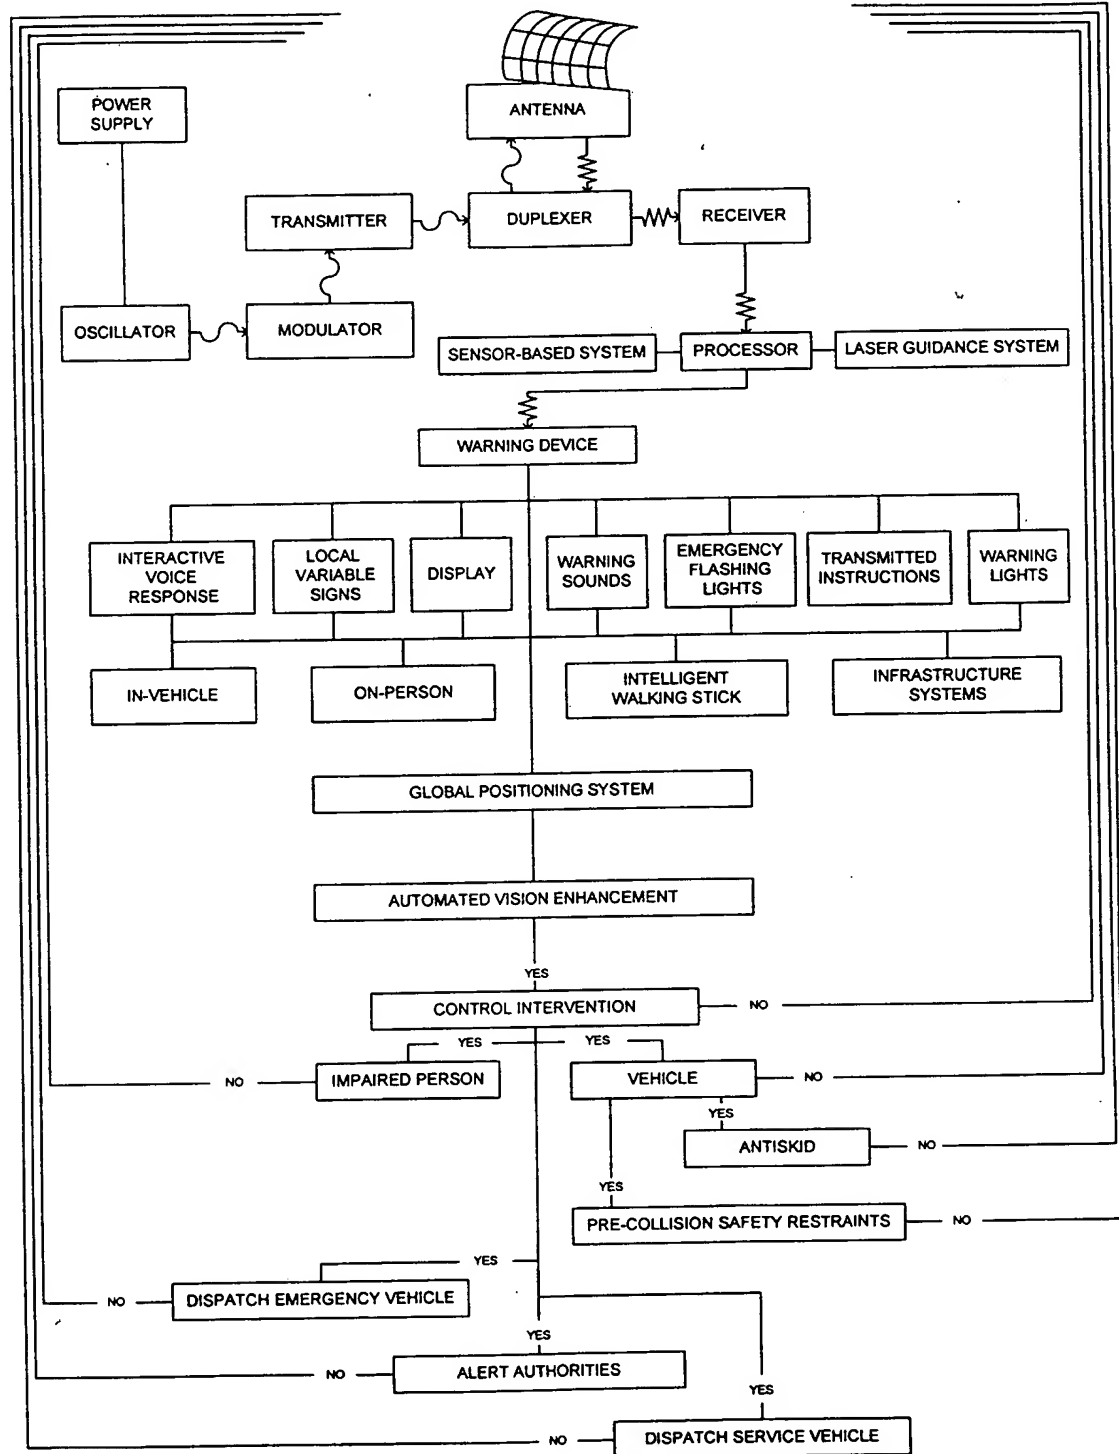 ANTENNA
POWER
SUPPLY
TRANSMITTER
DUPLEXER
RECEIVER
OSCILLATOR
MODULATOR
SENSOR-BASED SYSTEM
PROCESSOR
LASER GUIDANCE SYSTEM
WARNING DEVICE
INTERACTIVE
VOICE
RESPONSE
LOCAL
VARIABLE
SIGNS
DISPLAY
WARNING
SOUNDS
EMERGENCY
FLASHING
LIGHTS
TRANSMITTED
INSTRUCTIONS
WARNING
LIGHTS
IN-VEHICLE
ON-PERSON
INTELLIGENT
WALKING STICK
INFRASTRUCTURE
SYSTEMS
GLOBAL POSITIONING SYSTEM
AUTOMATED VISION ENHANCEMENT
YES
CONTROL INTERVENTION
NO
YES
YES
NO
IMPAIRED PERSON
VEHICLE
NO
YES
ANTISKID
NO
YES
PRE-COLLISION SAFETY RESTRAINTS
NO
YES
NO
DISPATCH EMERGENCY VEHICLE
YES
NO
ALERT AUTHORITIES
YES
NO
DISPATCH SERVICE VEHICLE